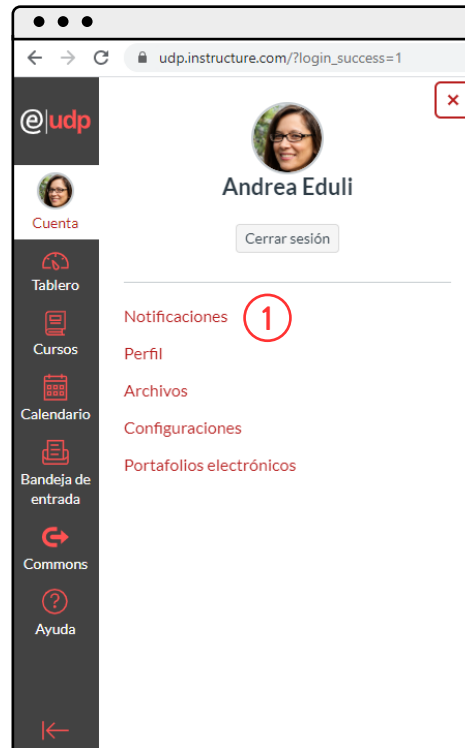 udp.instructure.com/?login_success=1
@|udp
Cuenta
Tablero
Cursos
Calendario
Bandeja de
entrada
Commons
Ayuda
Andrea Eduli
Cerrar sesión
Notificaciones 1
Perfil
Archivos
Configuraciones
Portafolios electrónicos